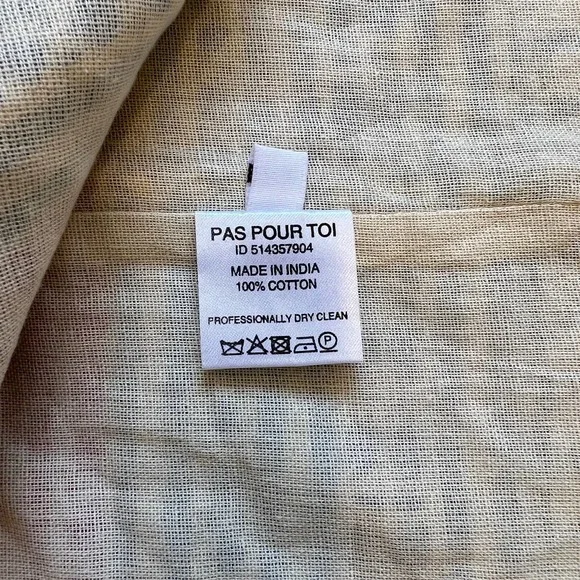 PAS POUR TOI
ID 514357904
MADE IN INDIA
100% COTTON
PROFESSIONALLY DRY CLEAN
P